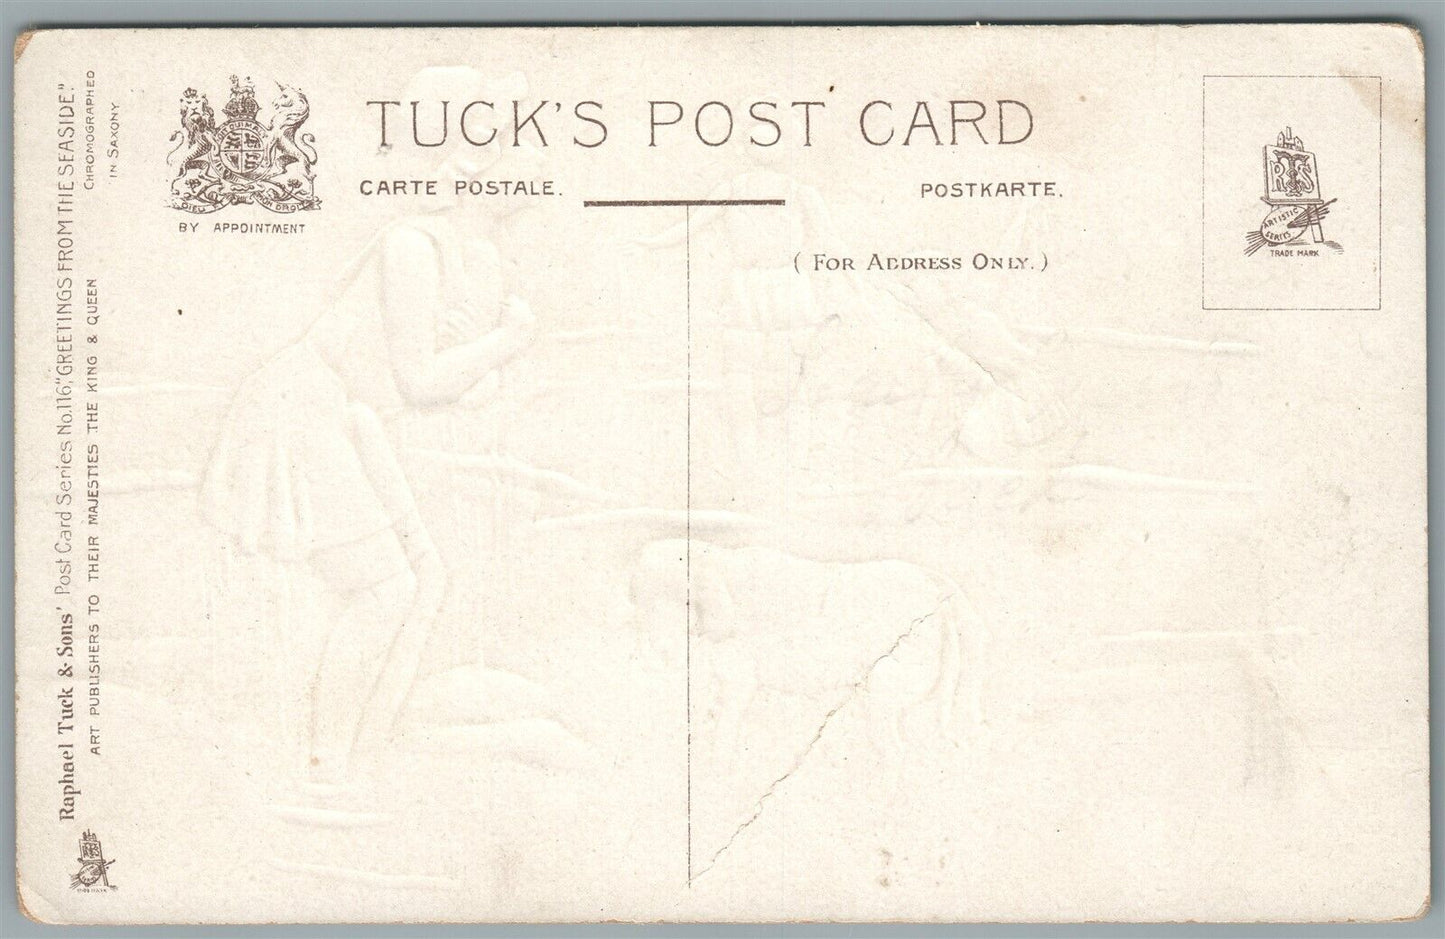 TUCK'S POST CARD
CARTE POSTALE.
POSTKARTE.
(FOR ADDRESS ONLY.)
BY APPOINTMENT
DIEU ET MON DROIT
ARTISTIC
SERIES
TRADE MARK
Raphael Tuck & Sons' Post Card Series No. 116, "GREETINGS FROM THE SEASIDE."
ART PUBLISHERS TO THEIR MAJESTIES THE KING & QUEEN
CHROMOGRAPHED
IN SAXONY